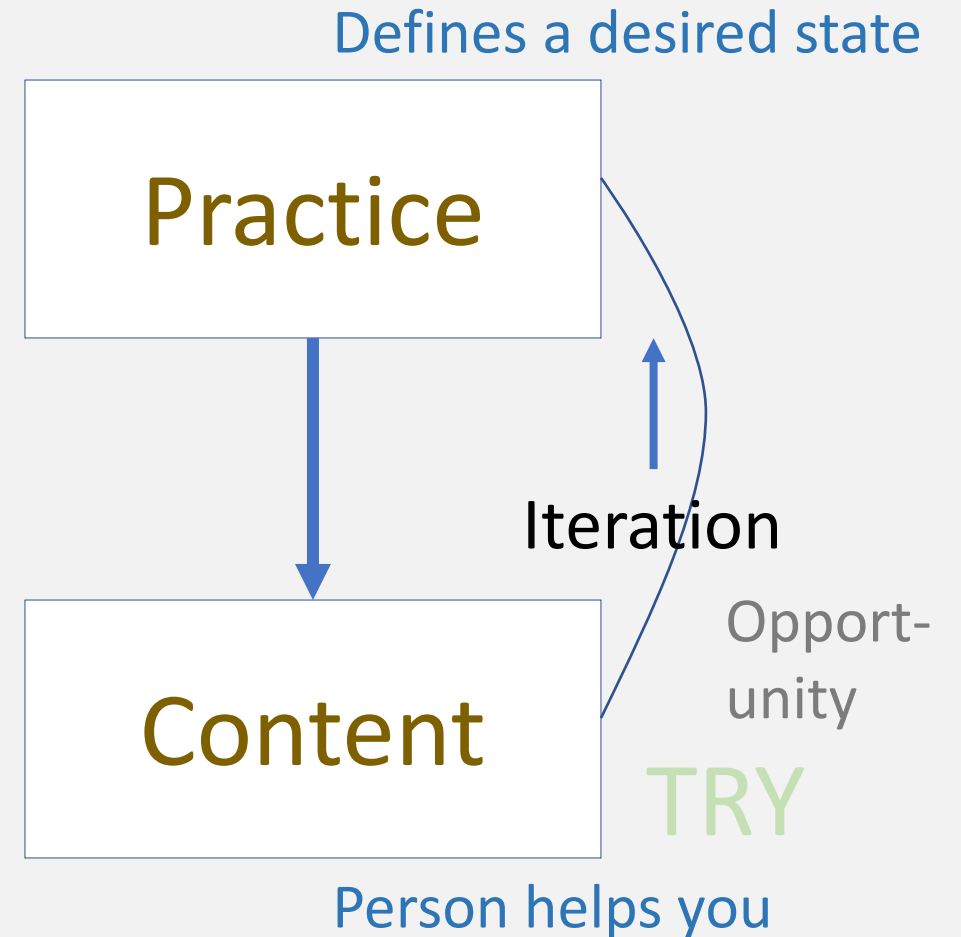 Defines a desired state
Practice
Iteration
Opport-
unity
Content
TRY
Person helps you